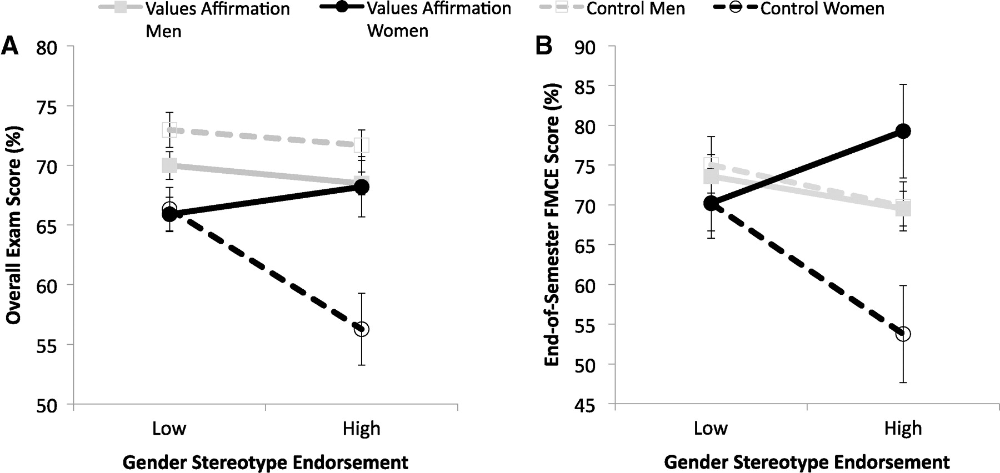 Values Affirmation Men
Values Affirmation Women
Control Men
Control Women
A
Overall Exam Score (%)
80
75
70
65
60
55
50
Low
High
Gender Stereotype Endorsement
B
End-of-Semester FMCE Score (%)
90
85
80
75
70
65
60
55
50
45
Low
High
Gender Stereotype Endorsement